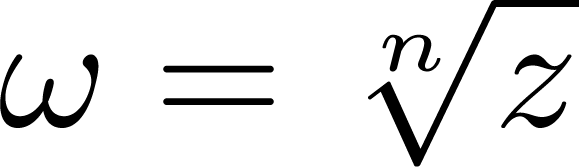 ω = ⁿ√z